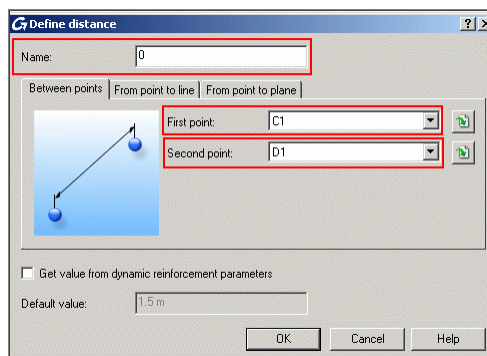 Define distance
Name: 0
Between points From point to line From point to plane
First point: C1
Second point: D1
Get value from dynamic reinforcement parameters
Default value: 1.5 m
OK Cancel Help